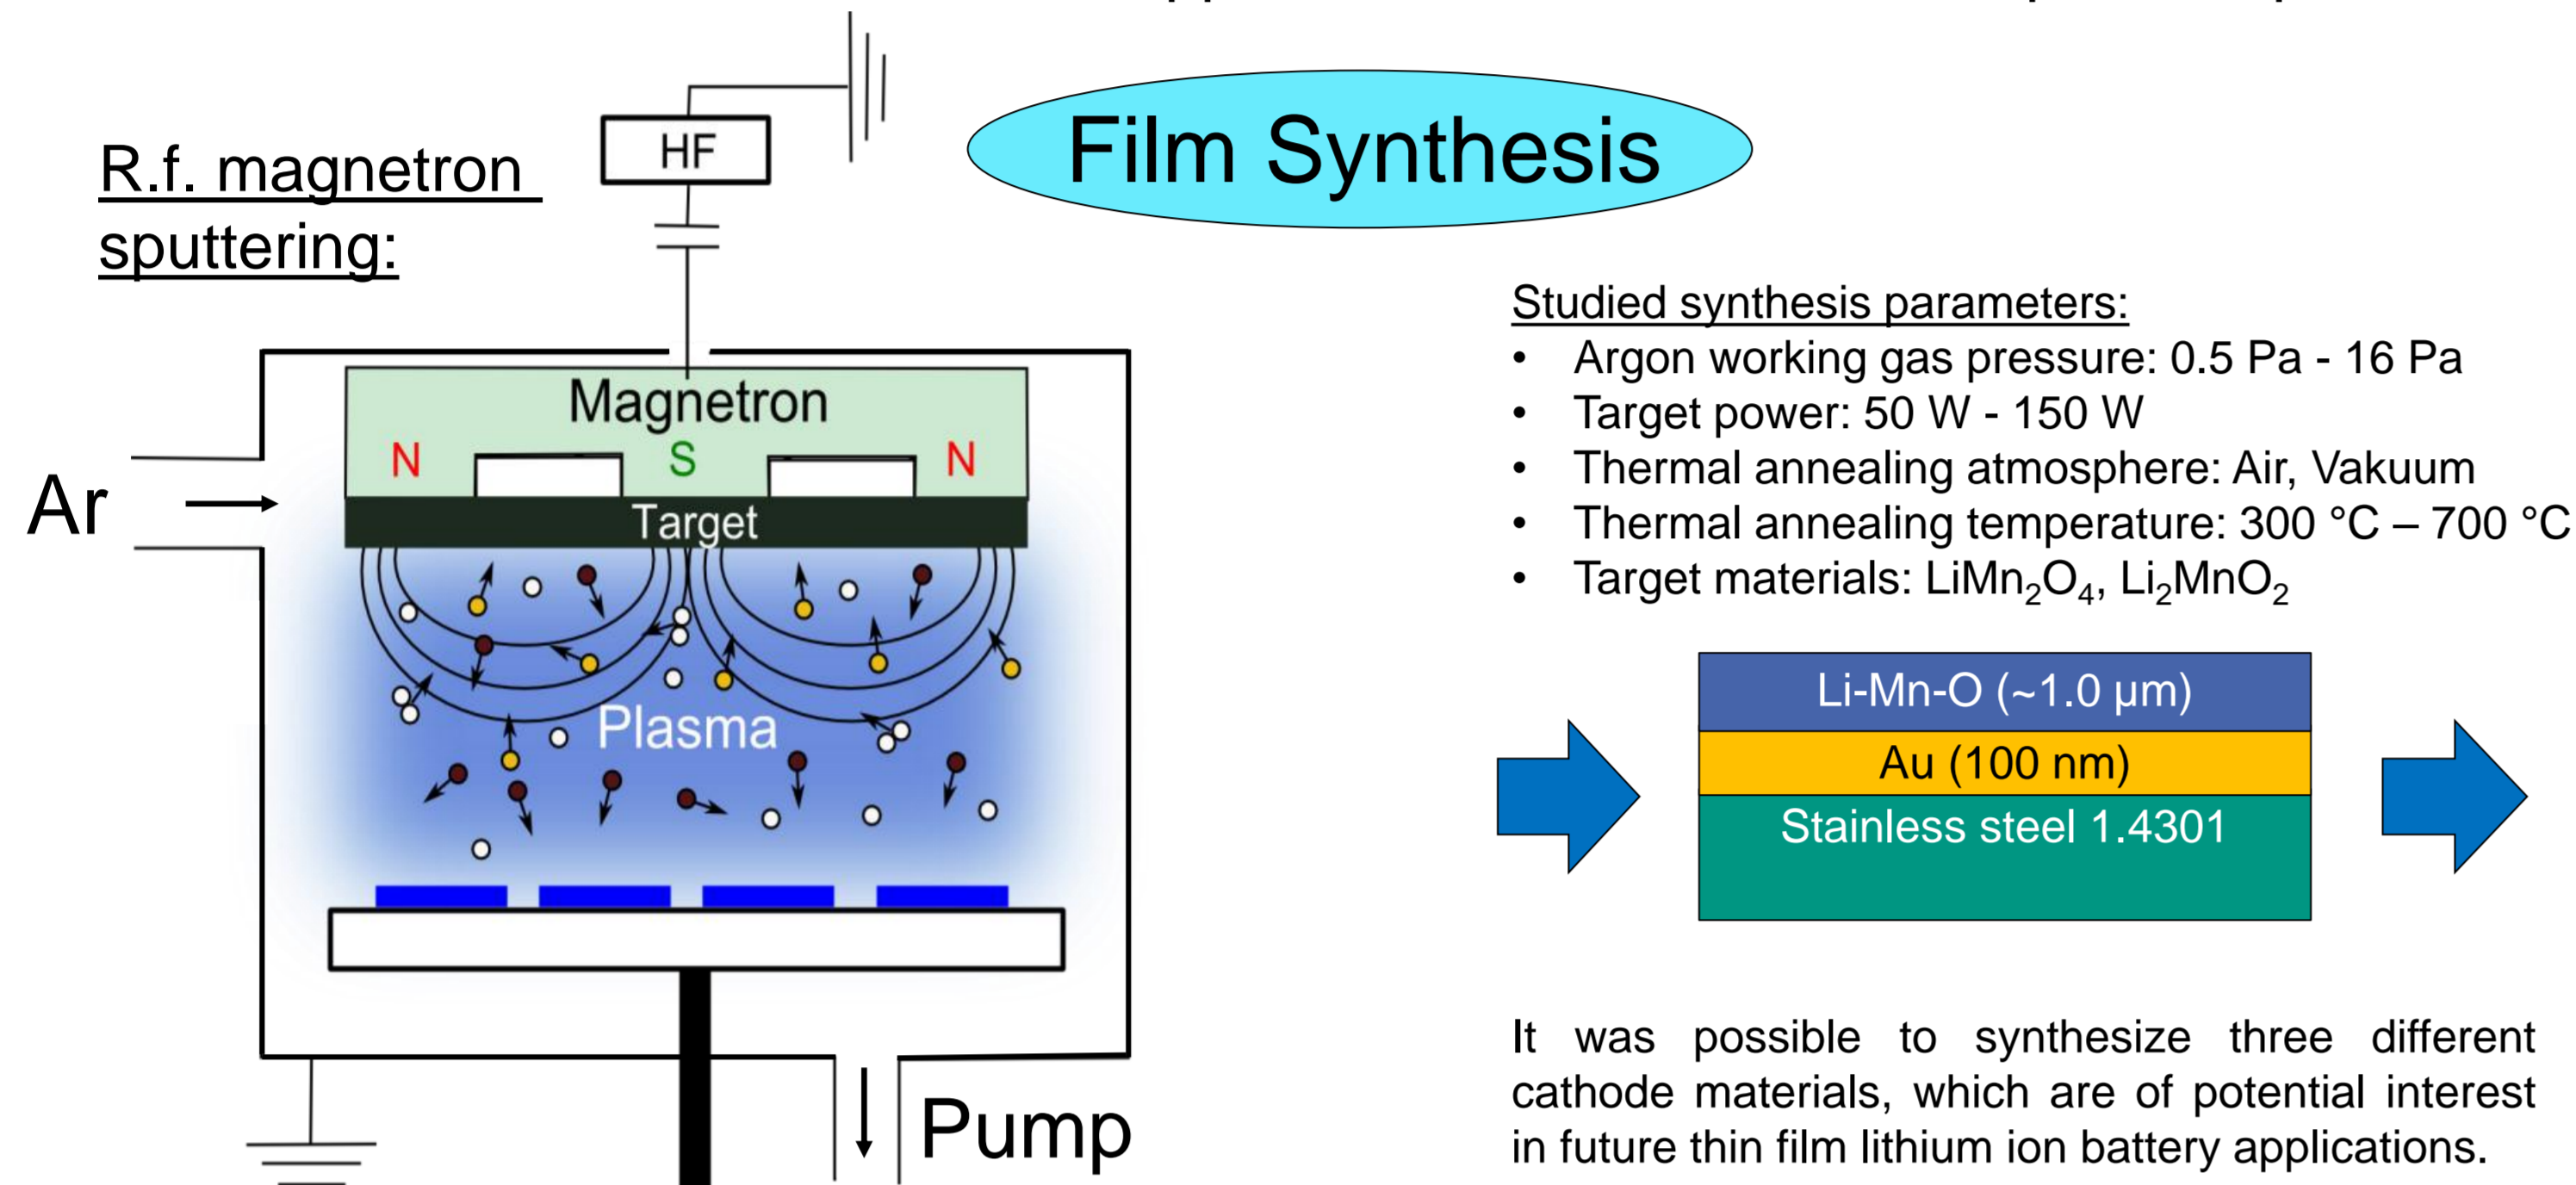 Film Synthesis
R.f. magnetron
sputtering:
HF
Magnetron
N S N
Target
Ar
Plasma
Pump
Studied synthesis parameters:
• Argon working gas pressure: 0.5 Pa - 16 Pa
• Target power: 50 W - 150 W
• Thermal annealing atmosphere: Air, Vakuum
• Thermal annealing temperature: 300 °C – 700 °C
• Target materials: LiMn₂O₄, Li₂MnO₂
Li-Mn-O (~1.0 µm)
Au (100 nm)
Stainless steel 1.4301
It was possible to synthesize three different
cathode materials, which are of potential interest
in future thin film lithium ion battery applications.